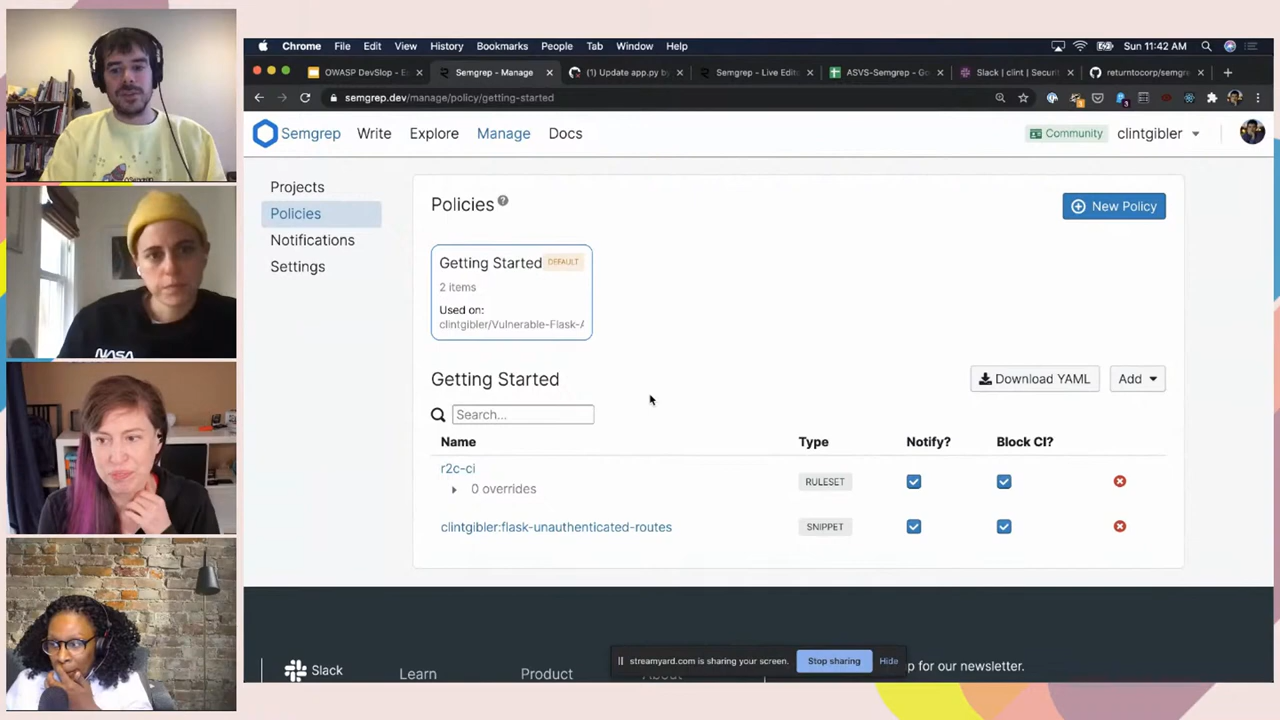 Chrome File Edit View History Bookmarks People Tab Window Help Sun 11:42 AM
OWASP DevSlop - E Semgrep - Manage (1) Update app.py by Semgrep - Live Edi ASVS-Semgrep - Go Slack | clint | Securi returntocorp/semgre
semgrep.dev/manage/policy/getting-started
Semgrep Write Explore Manage Docs Community clintgibler
Projects
Policies
Notifications
Settings
Policies
New Policy
Getting Started DEFAULT
2 items
Used on:
clintgibler/Vulnerable-Flask-A
Getting Started
Download YAML Add
Search...
Name Type Notify? Block CI?
r2c-ci RULESET
0 overrides
clintgibler:flask-unauthenticated-routes SNIPPET
Slack Learn Product About
p for our newsletter.
streamyard.com is sharing your screen. Stop sharing Hide
NASA